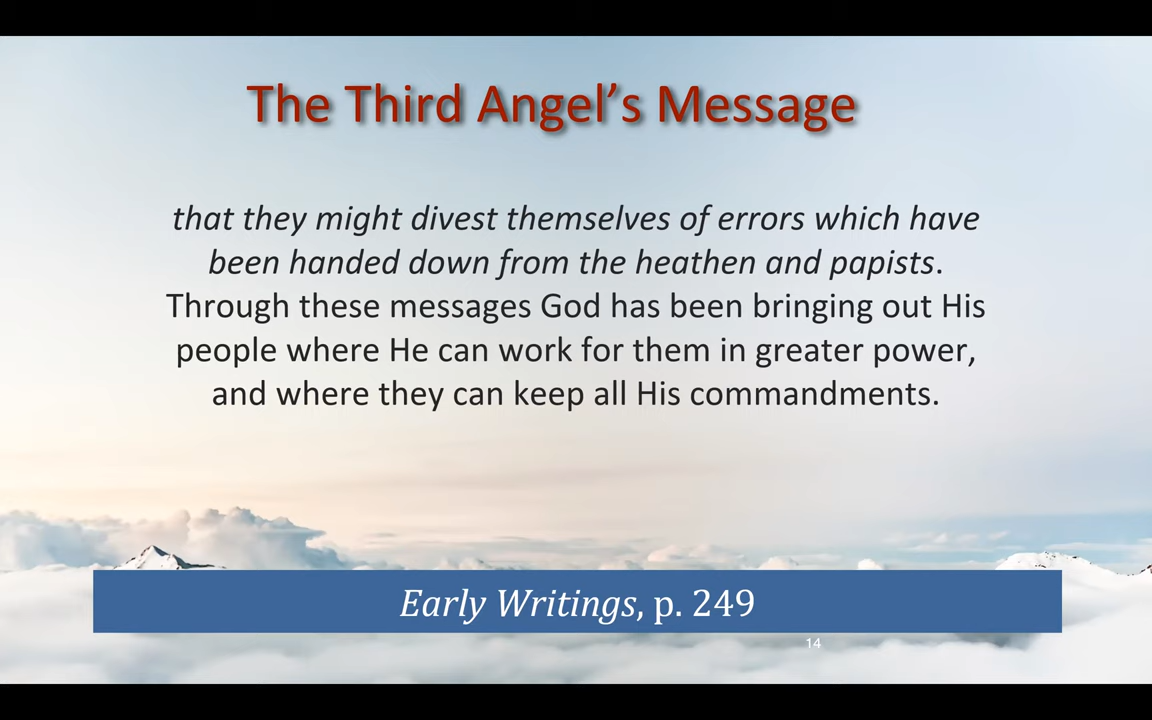 The Third Angel’s Message
that they might divest themselves of errors which have
been handed down from the heathen and papists.
Through these messages God has been bringing out His
people where He can work for them in greater power,
and where they can keep all His commandments.
Early Writings, p. 249
14